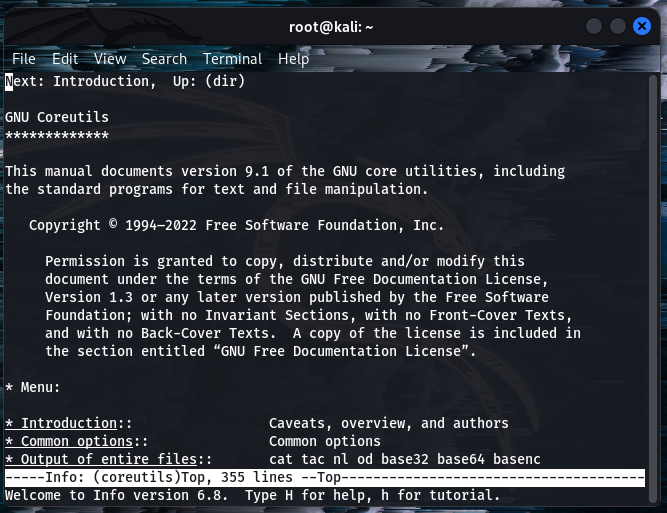 root@kali: ~
File Edit View Search Terminal Help
Next: Introduction,  Up: (dir)
GNU Coreutils
*************
This manual documents version 9.1 of the GNU core utilities, including
the standard programs for text and file manipulation.
Copyright © 1994–2022 Free Software Foundation, Inc.
Permission is granted to copy, distribute and/or modify this
document under the terms of the GNU Free Documentation License,
Version 1.3 or any later version published by the Free Software
Foundation; with no Invariant Sections, with no Front-Cover Texts,
and with no Back-Cover Texts.  A copy of the license is included in
the section entitled “GNU Free Documentation License”.
* Menu:
* Introduction::                 Caveats, overview, and authors
* Common options::               Common options
* Output of entire files::       cat tac nl od base32 base64 basenc
-----Info: (coreutils)Top, 355 lines --Top--------------------------------------
Welcome to Info version 6.8.  Type H for help, h for tutorial.